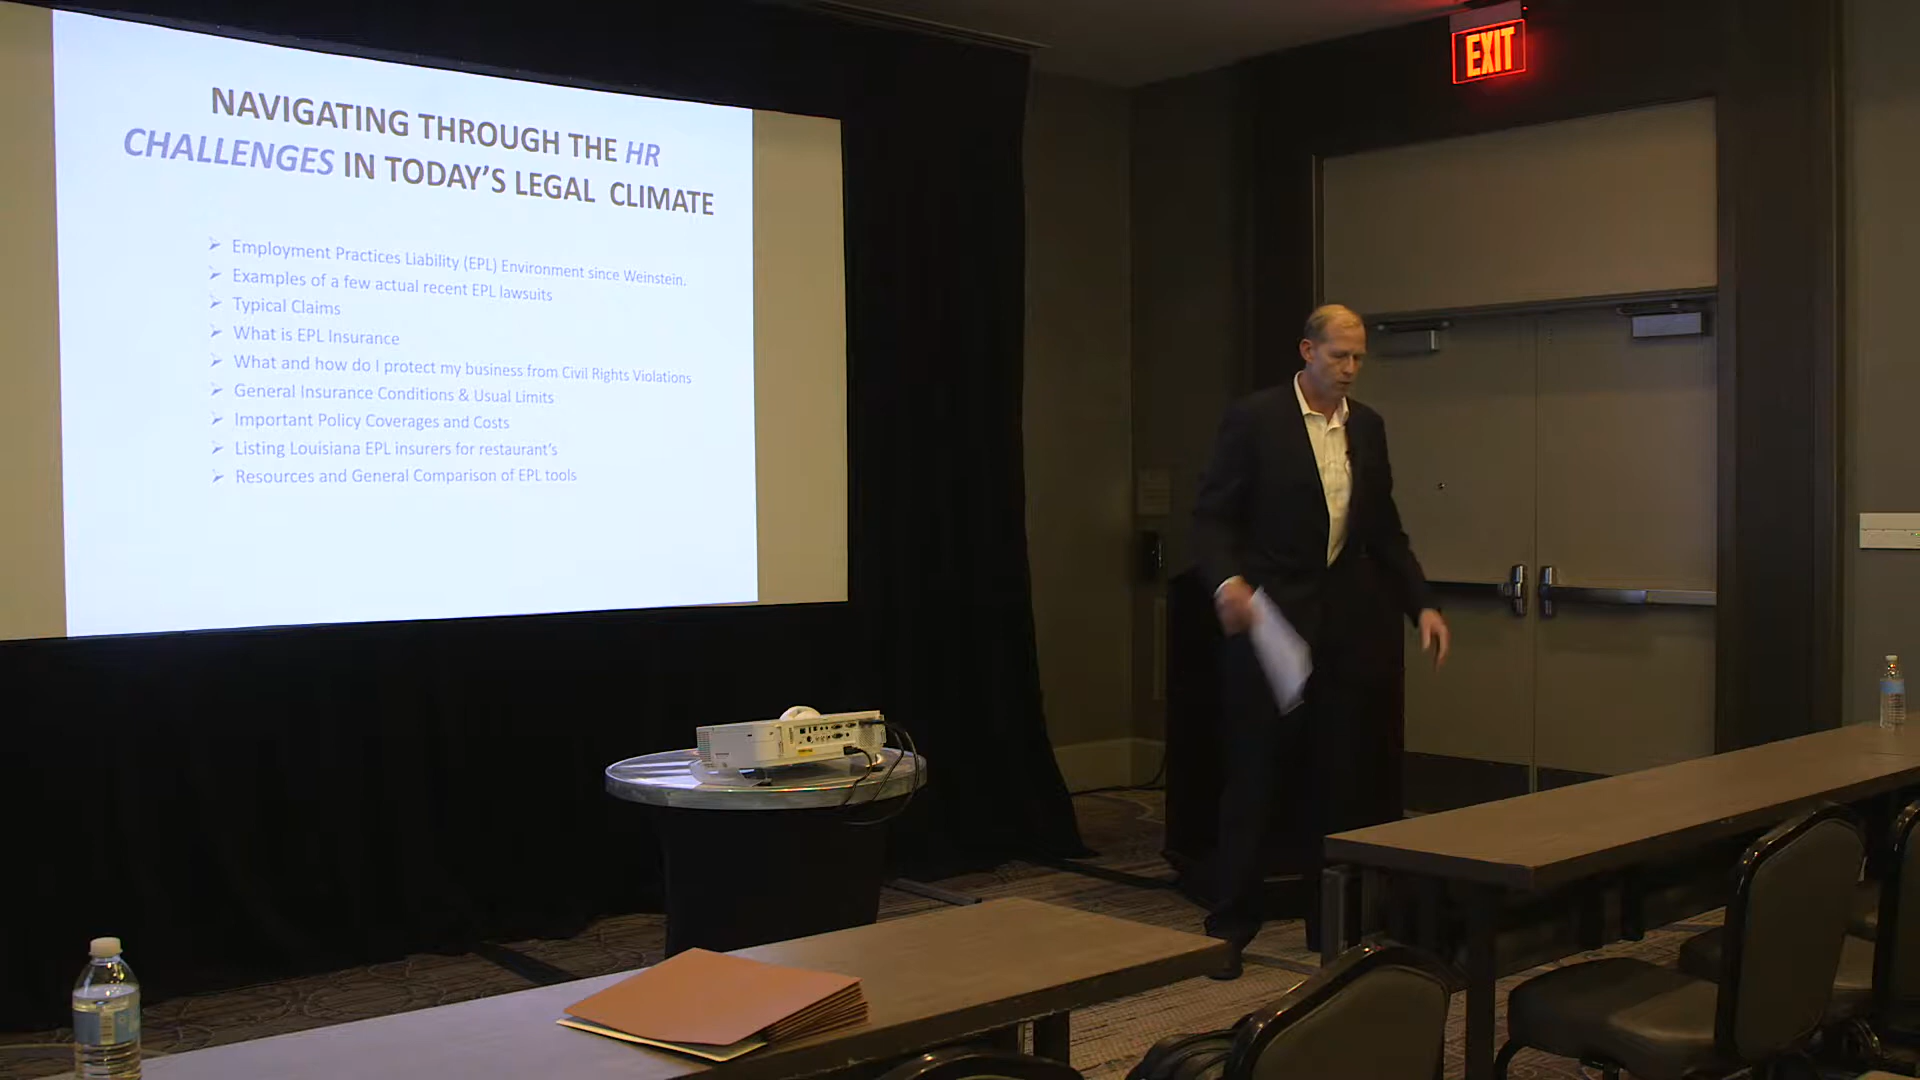 NAVIGATING THROUGH THE HR
CHALLENGES IN TODAY'S LEGAL CLIMATE
Employment Practices Liability (EPL) Environment since Weinstein.
Examples of a few actual recent EPL lawsuits
Typical Claims
What is EPL Insurance
What and how do I protect my business from Civil Rights Violations
General Insurance Conditions & Usual Limits
Important Policy Coverages and Costs
Listing Louisiana EPL insurers for restaurant's
Resources and General Comparison of EPL tools
EXIT